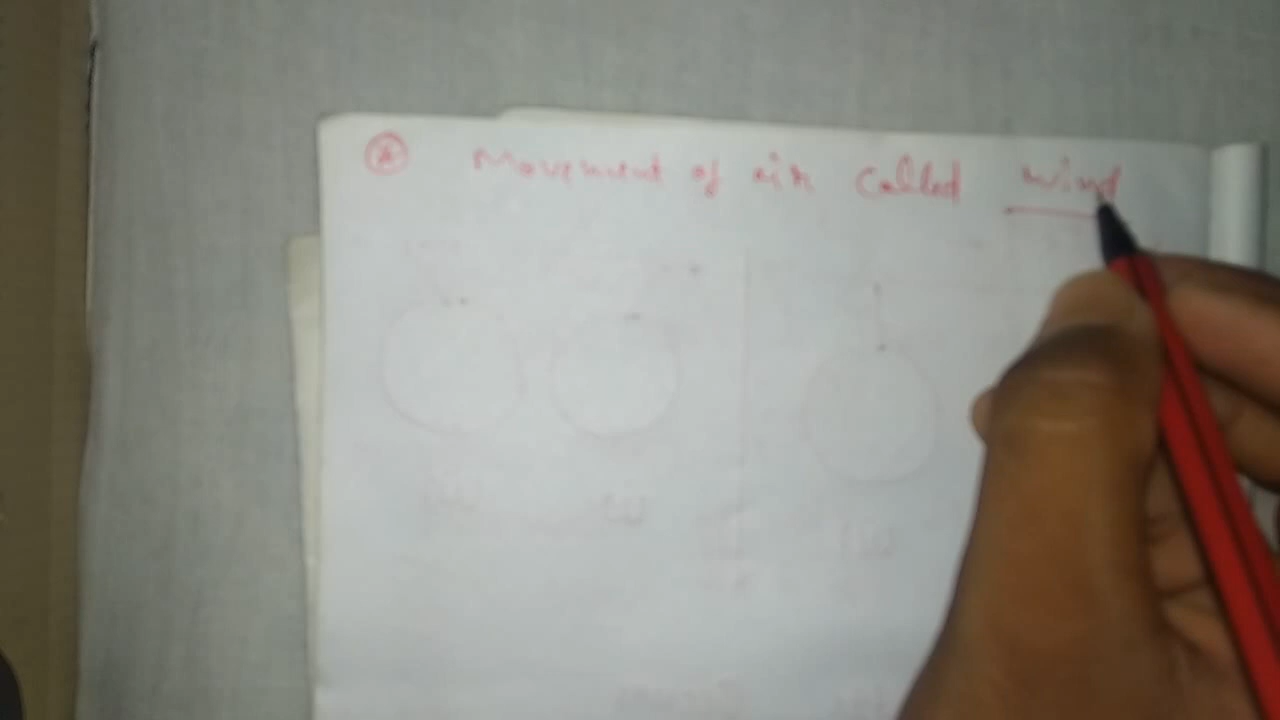 Ⓐ Movement of air Called Wind